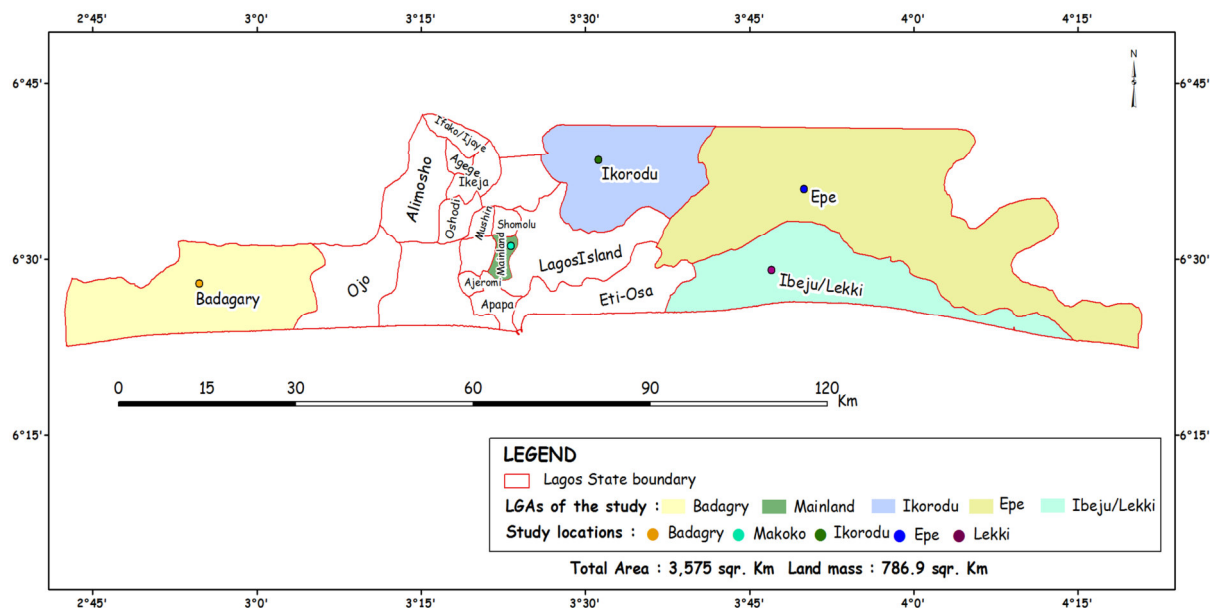 2°45' 3°0' 3°15' 3°30' 3°45' 4°0' 4°15'
N
6°45' 6°45'
Ifako/Ijaye
Agege
Ikeja
Alimosho
Oshodi
Mushin
Shomolu
Mainland
Ikorodu
Epe
LagosIsland
6°30' 6°30'
Badagary
Ojo
Ajeromi
Apapa
Eti-Osa
Ibeju/Lekki
0 15 30 60 90 120
Km
6°15' 6°15'
LEGEND
Lagos State boundary
LGAs of the study : Badagry Mainland Ikorodu Epe Ibeju/Lekki
Study locations : Badagry Makoko Ikorodu Epe Lekki
Total Area : 3,575 sqr. Km Land mass : 786.9 sqr. Km
2°45' 3°0' 3°15' 3°30' 3°45' 4°0' 4°15'